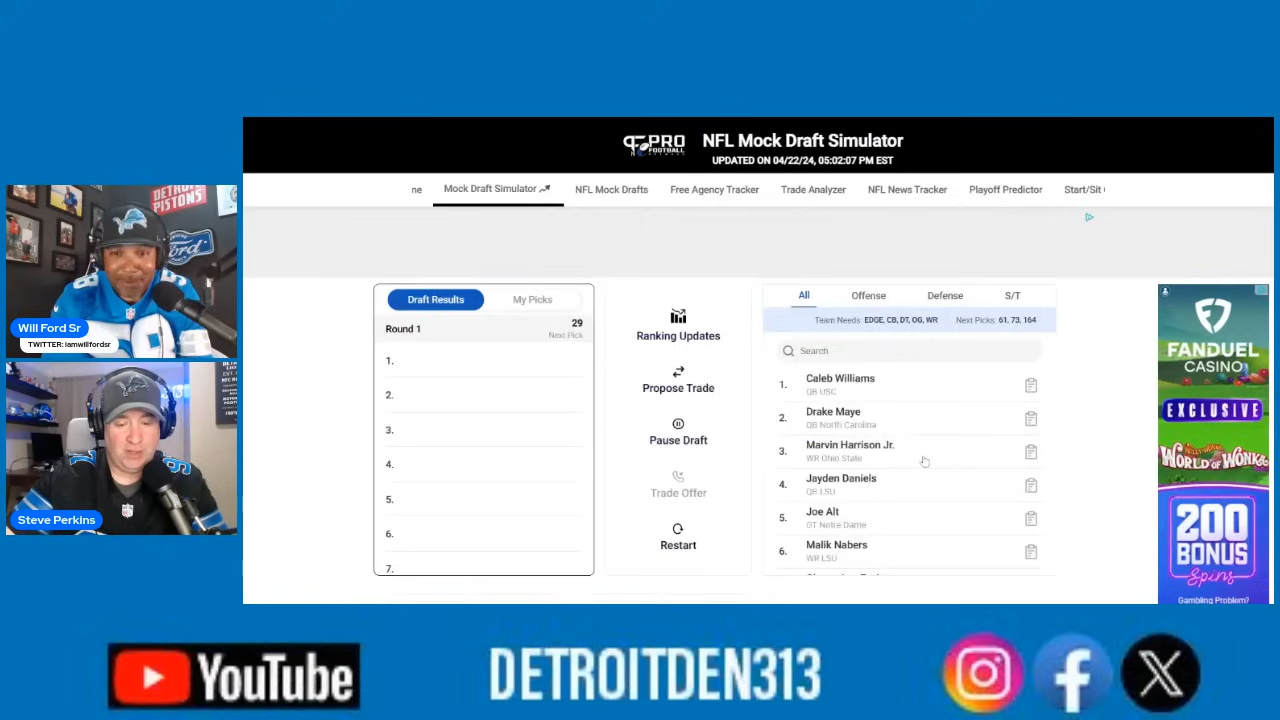 PRO
FOOTBALL
NFL Mock Draft Simulator
UPDATED ON 04/22/24, 05:02:07 PM EST
ne
Mock Draft Simulator
NFL Mock Drafts
Free Agency Tracker
Trade Analyzer
NFL News Tracker
Playoff Predictor
Start/Sit
DETROIT
PISTONS
Ford
Will Ford Sr
TWITTER: iamwillfordsr
Steve Perkins
Draft Results
My Picks
Round 1
29
Next Pick
1.
2.
3.
4.
5.
6.
7.
Ranking Updates
Propose Trade
Pause Draft
Trade Offer
Restart
All
Offense
Defense
S/T
Team Needs: EDGE, CB, DT, OG, WR
Next Picks: 61, 73, 164
Search
1. Caleb Williams
QB USC
2. Drake Maye
QB North Carolina
3. Marvin Harrison Jr.
WR Ohio State
4. Jayden Daniels
QB LSU
5. Joe Alt
OT Notre Dame
6. Malik Nabers
WR LSU
FANDUEL
CASINO
EXCLUSIVE
WORLD OF WONKA
200
BONUS
Spins
Gambling Problem?
YouTube
DETROITDEN313